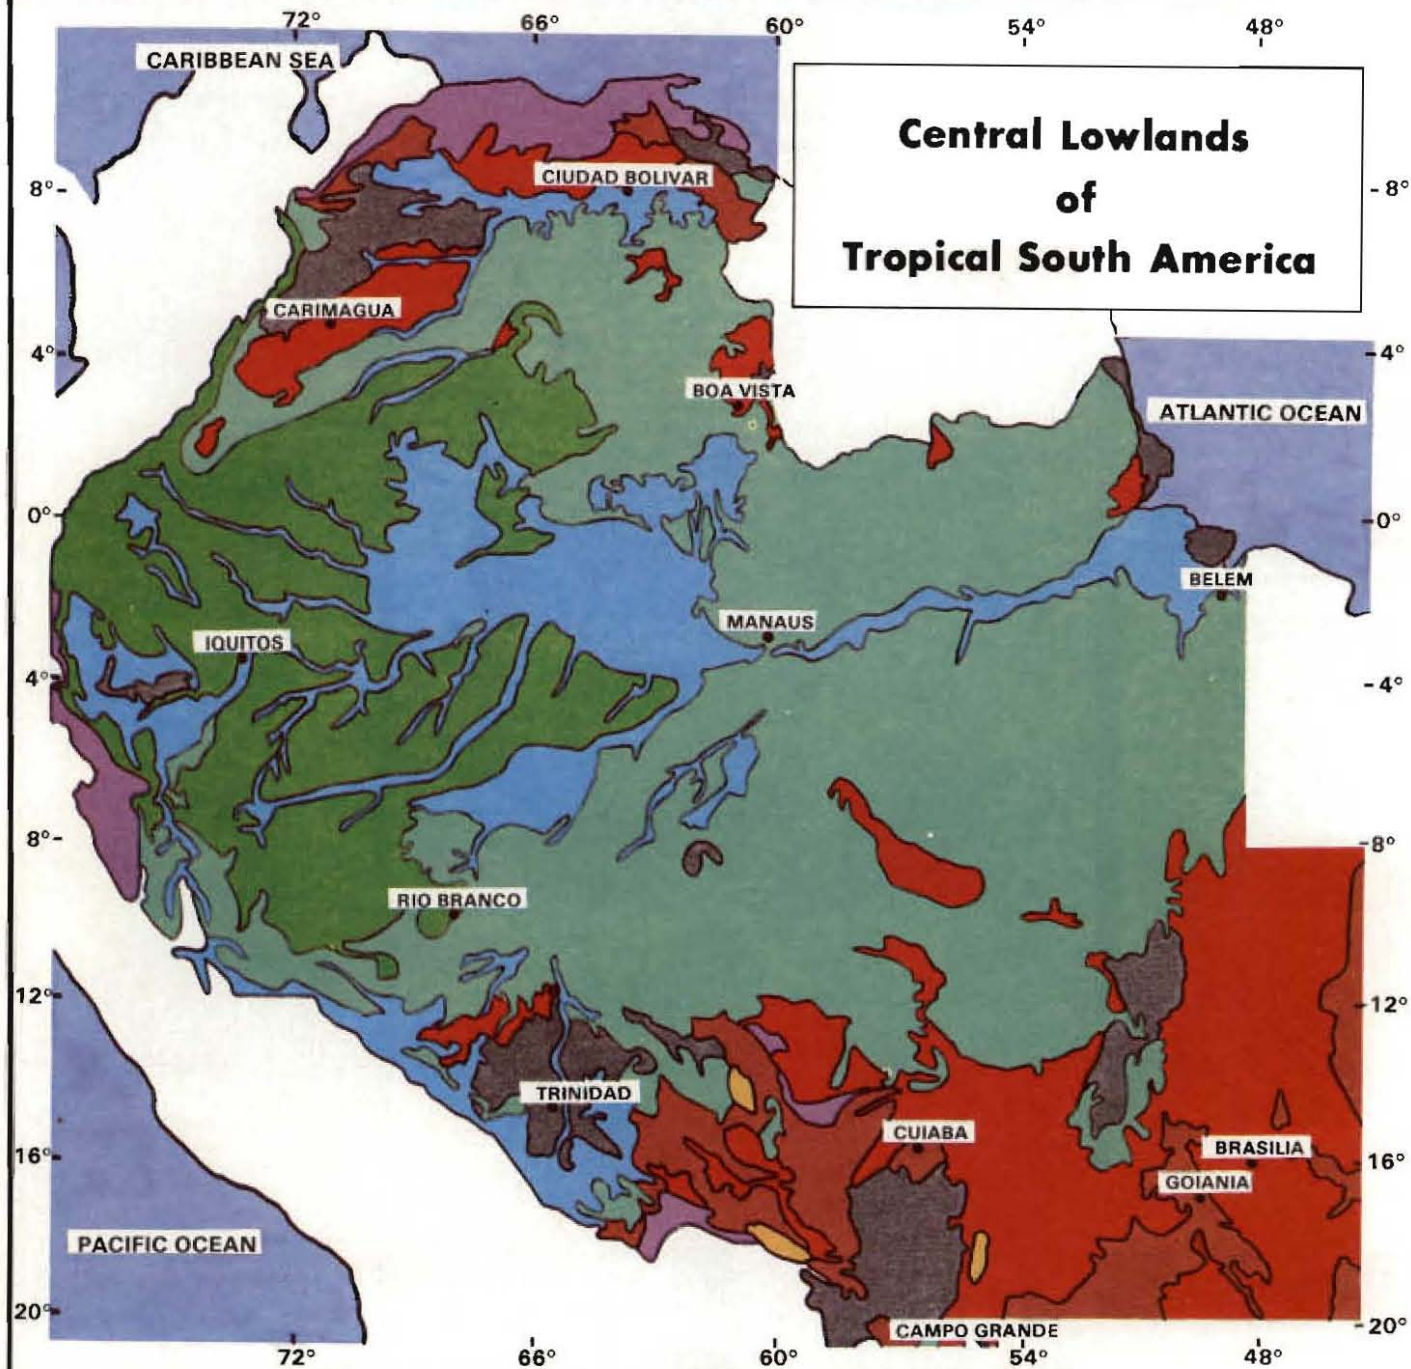 72° 66° 60° 54° 48°
CARIBBEAN SEA
Central Lowlands
of
Tropical South America
CIUDAD BOLIVAR
8° 8°
CARIMAGUA
4° 4°
BOA VISTA
ATLANTIC OCEAN
0° 0°
BELEM
MANAUS
IQUITOS
4° 4°
8° 8°
RIO BRANCO
12° 12°
TRINIDAD
CUIABA
BRASILIA
16° 16°
GOIANIA
PACIFIC OCEAN
20° 20°
CAMPO GRANDE
72° 66° 60° 54° 48°